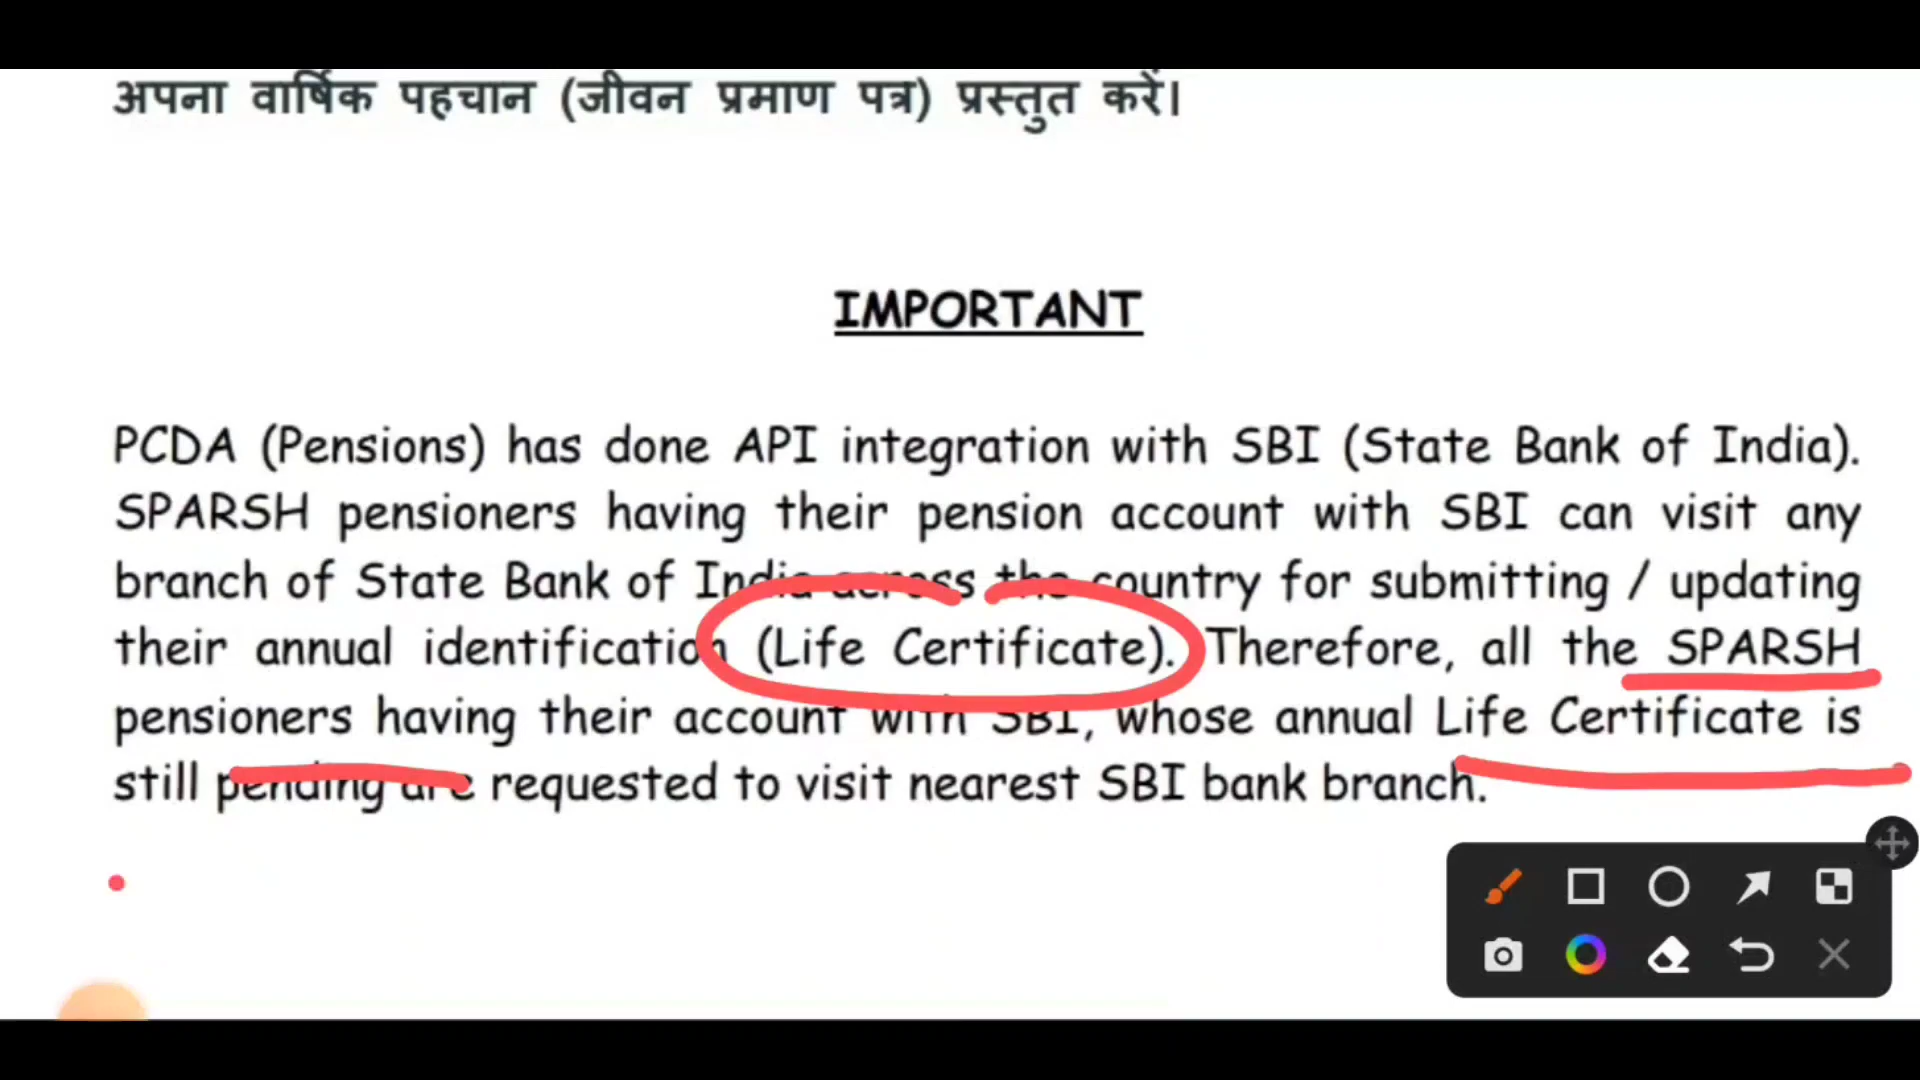 अपना वार्षिक पहचान (जीवन प्रमाण पत्र) प्रस्तुत करें।
IMPORTANT
PCDA (Pensions) has done API integration with SBI (State Bank of India).
SPARSH pensioners having their pension account with SBI can visit any
branch of State Bank of India across the country for submitting / updating
their annual identification (Life Certificate). Therefore, all the SPARSH
pensioners having their account with SBI, whose annual Life Certificate is
still pending are requested to visit nearest SBI bank branch.